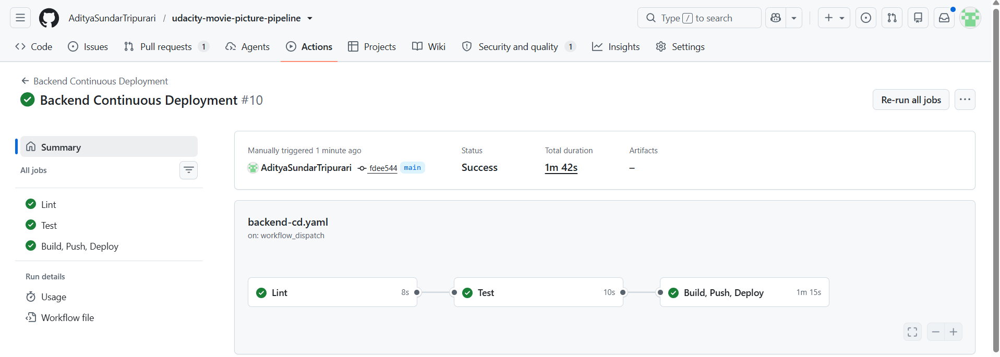 AdityaSundarTripurari / udacity-movie-picture-pipeline
Type / to search
Code Issues Pull requests 1 Agents Actions Projects Wiki Security and quality 1 Insights Settings
Backend Continuous Deployment
Backend Continuous Deployment #10
Re-run all jobs
Summary
All jobs
Lint
Test
Build, Push, Deploy
Run details
Usage
Workflow file
Manually triggered 1 minute ago
AdityaSundarTripurari fdee544 main
Status
Success
Total duration
1m 42s
Artifacts
–
backend-cd.yaml
on: workflow_dispatch
Lint 8s
Test 10s
Build, Push, Deploy 1m 15s